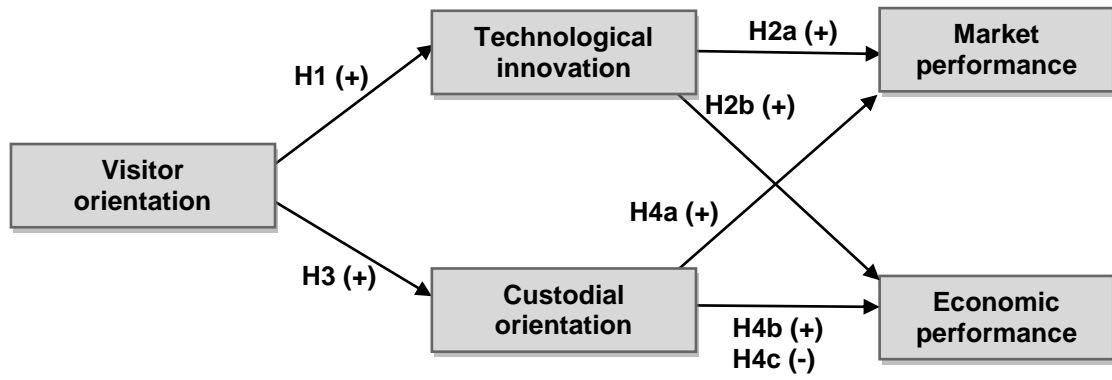 Technological
innovation
H2a (+)
Market
performance
H1 (+)
H2b (+)
Visitor
orientation
H4a (+)
H3 (+)
Custodial
orientation
H4b (+)
H4c (-)
Economic
performance